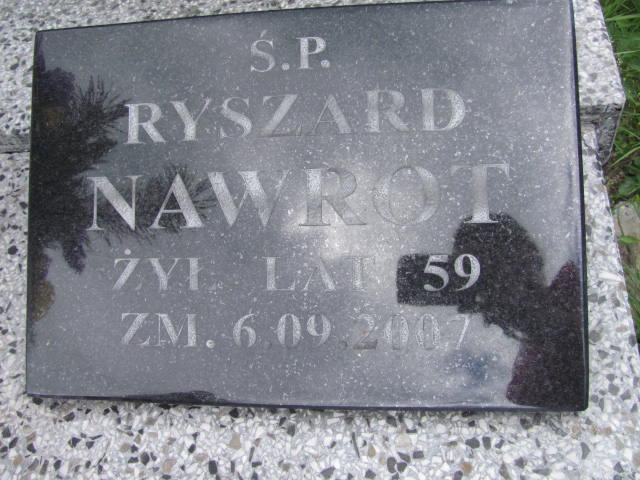 Ś.P.
RYSZARD
NAWROT
ŻYŁ LAT 59
ZM. 6.09.2007